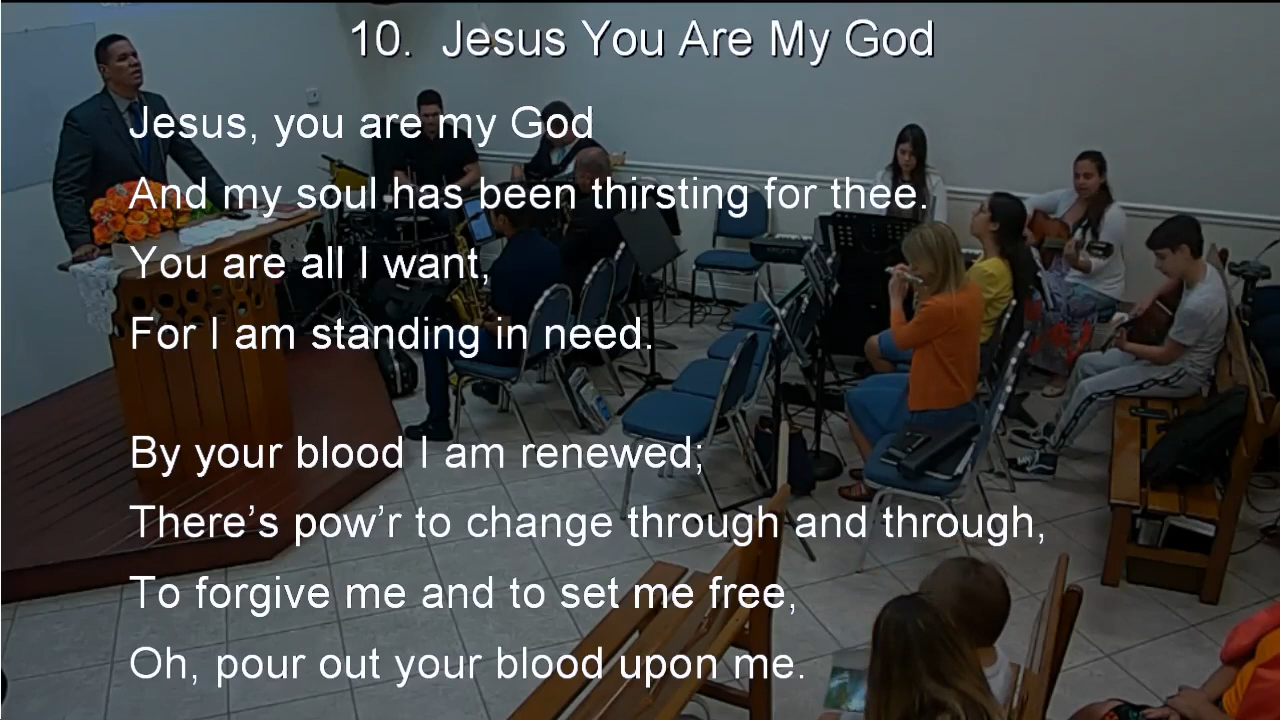 10. Jesus You Are My God
Jesus, you are my God
And my soul has been thirsting for thee.
You are all I want,
For I am standing in need.
By your blood I am renewed;
There’s pow’r to change through and through,
To forgive me and to set me free,
Oh, pour out your blood upon me.